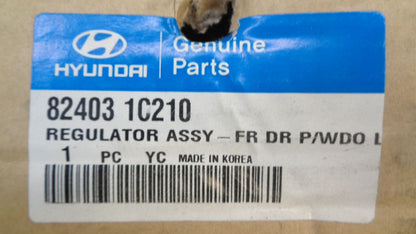 HYUNDAI
Genuine
Parts
82403 1C210
REGULATOR ASSY-FR DR P/WDO L
1 PC YC MADE IN KOREA